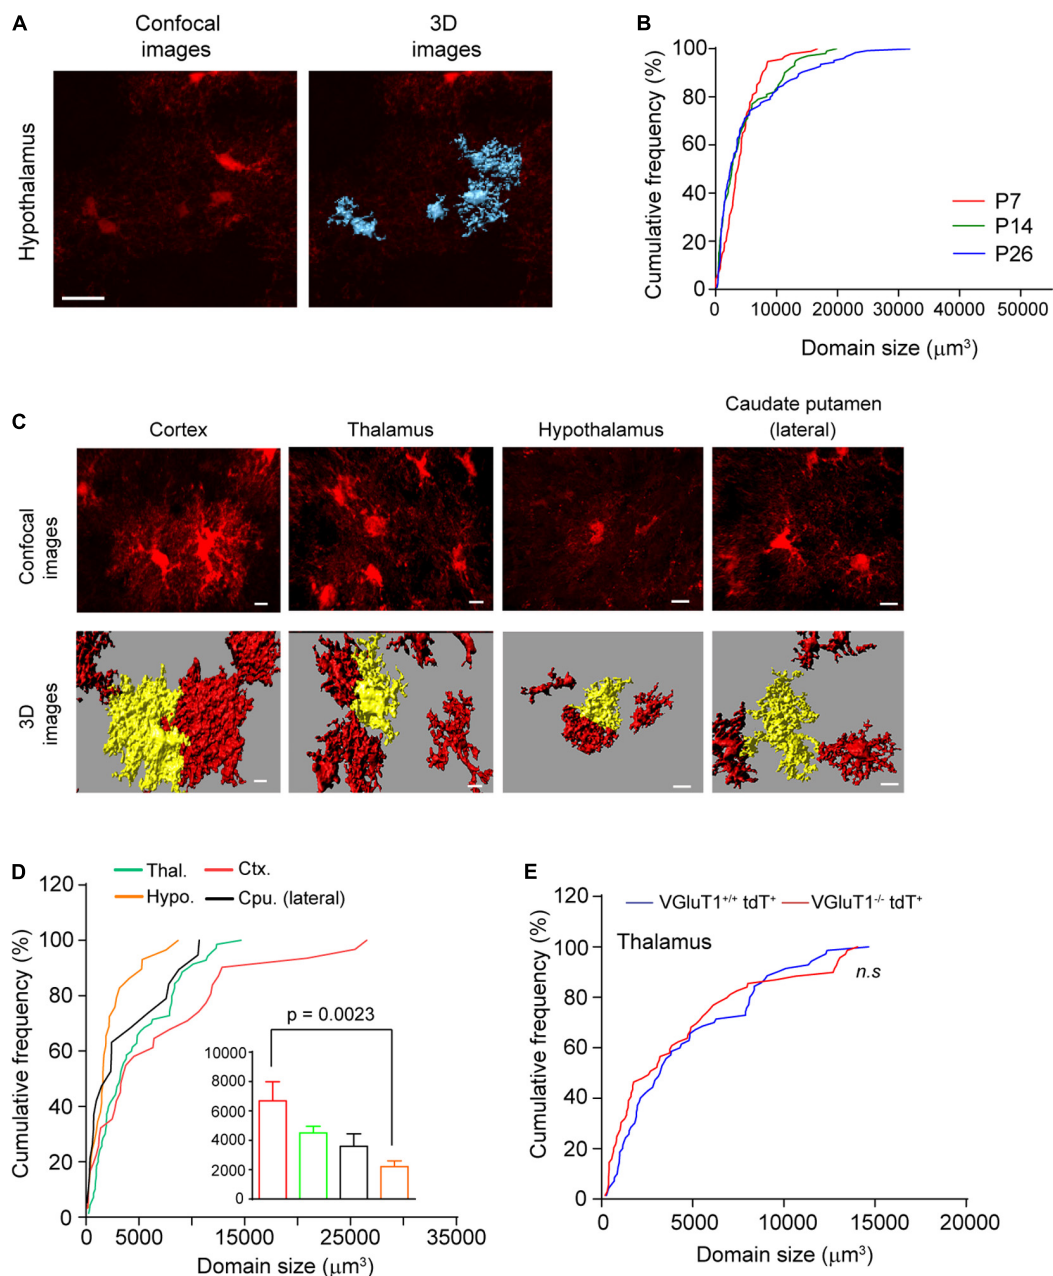 A
Confocal
images
3D
images
Hypothalamus
B
Cumulative frequency (%)
100
80
60
40
20
0
P7
P14
P26
0
10000
20000
30000
40000
50000
Domain size (μm³)
C
Cortex
Thalamus
Hypothalamus
Caudate putamen
(lateral)
Confocal
images
3D
images
D
Thal.
Ctx.
Hypo.
Cpu. (lateral)
Cumulative frequency (%)
120
100
80
60
40
20
0
p = 0.0023
10000
8000
6000
4000
2000
0
0
5000
15000
25000
35000
Domain size (μm³)
E
VGluT1+/+ tdT+
VGluT1-/- tdT+
Thalamus
n.s
Cumulative frequency (%)
120
100
80
60
40
20
0
0
5000
10000
15000
20000
Domain size (μm³)